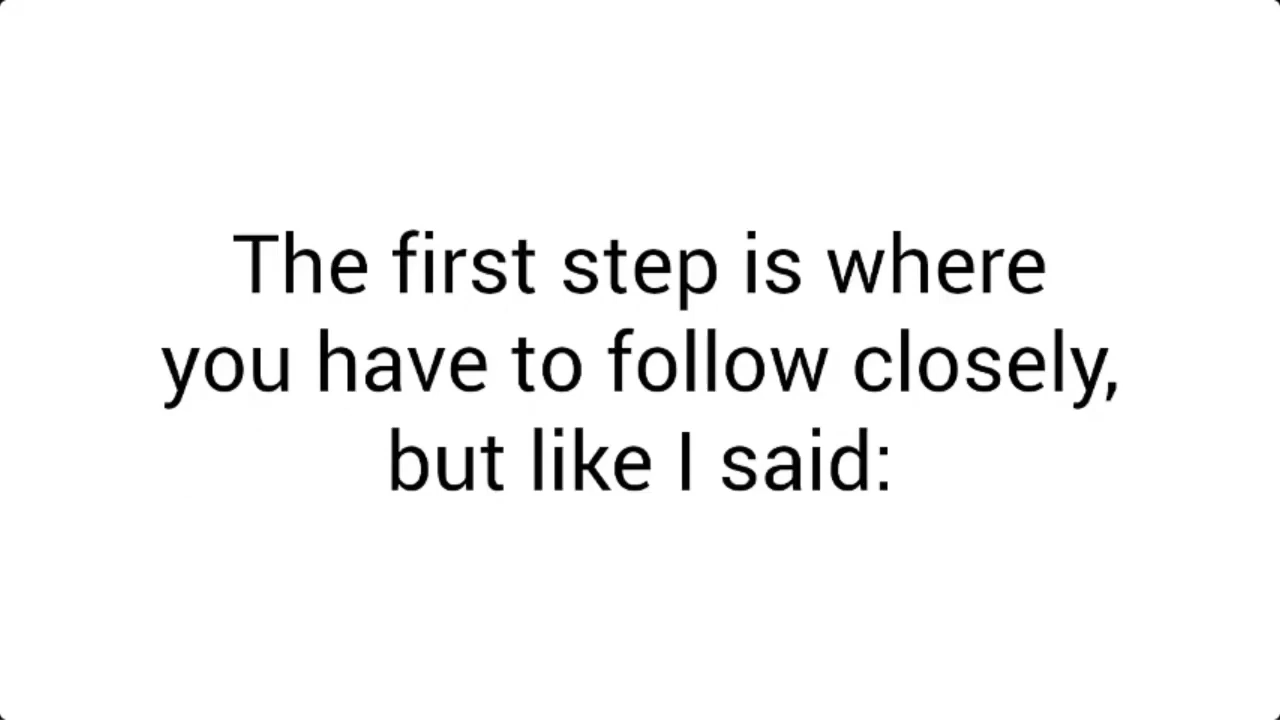 The first step is where
you have to follow closely,
but like I said: